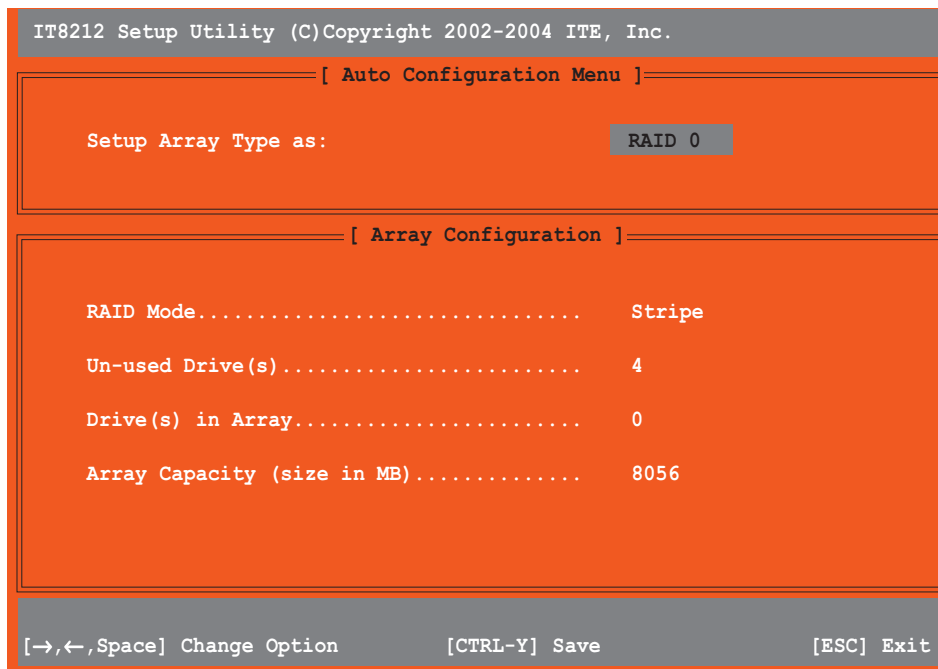 IT8212 Setup Utility (C)Copyright 2002-2004 ITE, Inc.
[ Auto Configuration Menu ]
Setup Array Type as: RAID 0
[ Array Configuration ]
RAID Mode................................ Stripe
Un-used Drive(s)......................... 4
Drive(s) in Array........................ 0
Array Capacity (size in MB).............. 8056
[→,←,Space] Change Option [CTRL-Y] Save [ESC] Exit